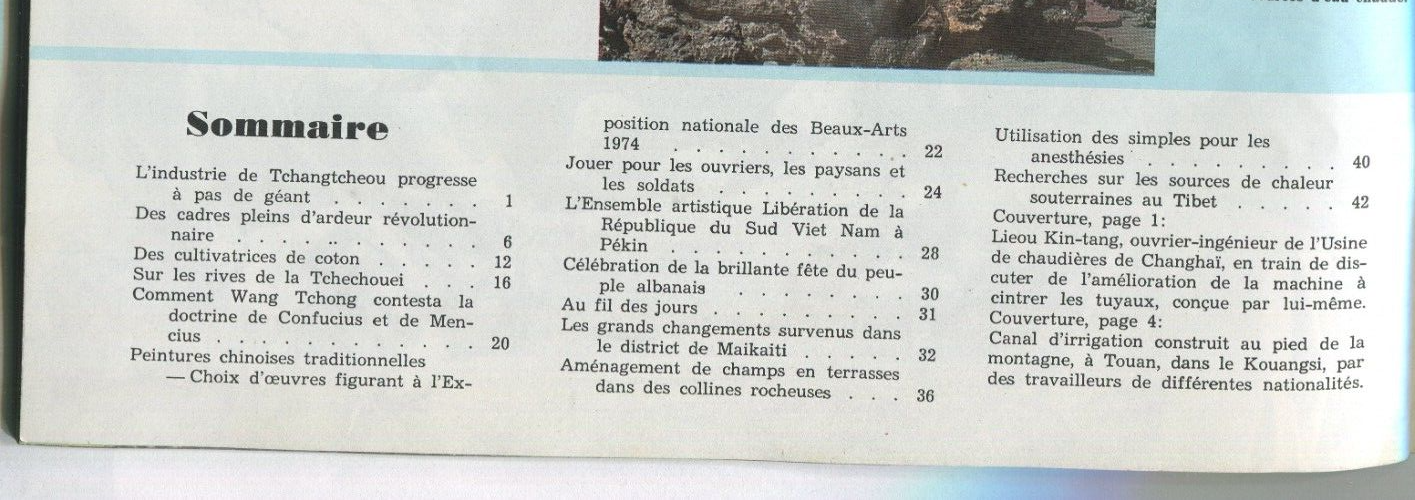 d'eau chaude.
Sommaire
L'industrie de Tchangtcheou progresse
à pas de géant . . . . . . . 1
Des cadres pleins d'ardeur révolution-
naire . . . . .. . . . . . . 6
Des cultivatrices de coton . . . . . 12
Sur les rives de la Tchechouei . . . 16
Comment Wang Tchong contesta la
doctrine de Confucius et de Men-
cius . . . . . . . . . . . . 20
Peintures chinoises traditionnelles
— Choix d'œuvres figurant à l'Ex-
position nationale des Beaux-Arts
1974 . . . . . . . . . . . 22
Jouer pour les ouvriers, les paysans et
les soldats . . . . . . . . . 24
L'Ensemble artistique Libération de la
République du Sud Viet Nam à
Pékin . . . . . . . . . . . 28
Célébration de la brillante fête du peu-
ple albanais . . . . . . . . 30
Au fil des jours . . . . . . . . . 31
Les grands changements survenus dans
le district de Maikaiti . . . . . . 32
Aménagement de champs en terrasses
dans des collines rocheuses . . . 36
Utilisation des simples pour les
anesthésies . . . . . . . . . 40
Recherches sur les sources de chaleur
souterraines au Tibet . . . . . 42
Couverture, page 1:
Lieou Kin-tang, ouvrier-ingénieur de l'Usine
de chaudières de Changhaï, en train de dis-
cuter de l'amélioration de la machine à
cintrer les tuyaux, conçue par lui-même.
Couverture, page 4:
Canal d'irrigation construit au pied de la
montagne, à Touan, dans le Kouangsi, par
des travailleurs de différentes nationalités.